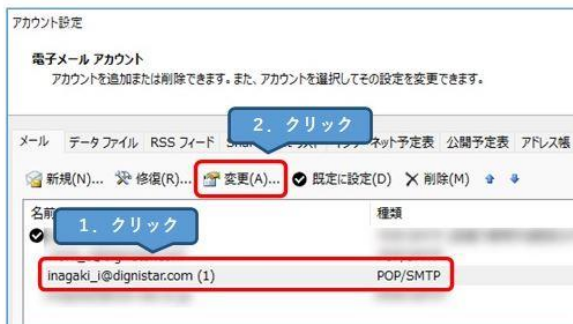 アカウント設定
電子メール アカウント
アカウントを追加または削除できます。また、アカウントを選択してその設定を変更できます。
2. クリック
メール データ ファイル RSS フィード ネット予定表 公開予定表 アドレス帳
新規(N)... 修復(R)... 変更(A)... 既定に設定(D) 削除(M)
名前 種類
1. クリック
inagaki_i@dignistar.com (1) POP/SMTP